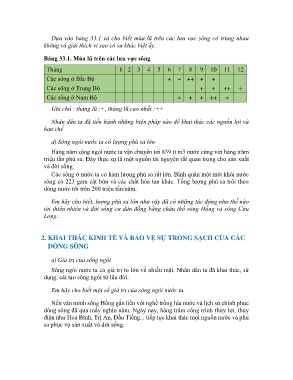 Dựa vào bảng 33.1 và cho biết mùa lũ trên các lưu vực sông có trùng nhau
không và giải thích vì sao có sự khác biệt ấy.
Bảng 33.1. Mùa lũ trên các lưu vực sông
Tháng 1 2 3 4 5 6 7 8 9 10 11 12
Các sông ở Bắc Bộ + + ++ + +
Các sông ở Trung Bộ + + ++ +
Các sông ở Nam Bộ + + + ++ +
Ghi chú : tháng lũ :+, tháng lũ cao nhất :++
Nhân dân ta đã tiến hành những biện pháp nào để khai thác các nguồn lợi và
hạn chế
d) Sông ngòi nước ta có lượng phù sa lớn
Hàng năm sông ngòi nước ta vận chuyển tới 839 tỉ m3 nước cùng với hàng trăm
triệu tấn phù sa. Đây thực sự là một nguồn tài nguyên rất quan trọng cho sản xuất
và đời sống.
Các sông ở nước ta có hàm lượng phù sa rất lớn. Bình quân một mét khối nước
sông có 223 gam cát bùn và các chất hòa tan khác. Tổng lượng phù sa trôi theo
dòng nước tới trên 200 triệu tấn/năm.
Em hãy cho biết, lượng phù sa lớn như vậy đã có những tác động như thế nào
tới thiên nhiên và đời sống cư dân đồng bằng châu thổ sông Hồng và sông Cửu
Long.
2. KHAI THÁC KINH TẾ VÀ BẢO VỆ SỰ TRONG SẠCH CỦA CÁC
DÒNG SÔNG
a) Giá trị của sông ngòi
Sông ngòi nước ta có giá trị to lớn về nhiều mặt. Nhân dân ta đã khai thác, sử
dụng, cải tạo sông ngòi từ lâu đời.
Em hãy cho biết một số giá trị của sông ngòi nước ta.
Nền văn minh sông Hồng gắn liền với nghề trồng lúa nước và lịch sử chinh phục
dòng sông đã qua mấy nghìn năm. Ngày nay, hàng trăm công trình thủy lợi, thủy
điện như Hoà Bình, Trị An, Dầu Tiếng... tiếp tục khai thác mọi nguồn nước và phù
sa phục vụ sản xuất và đời sống.